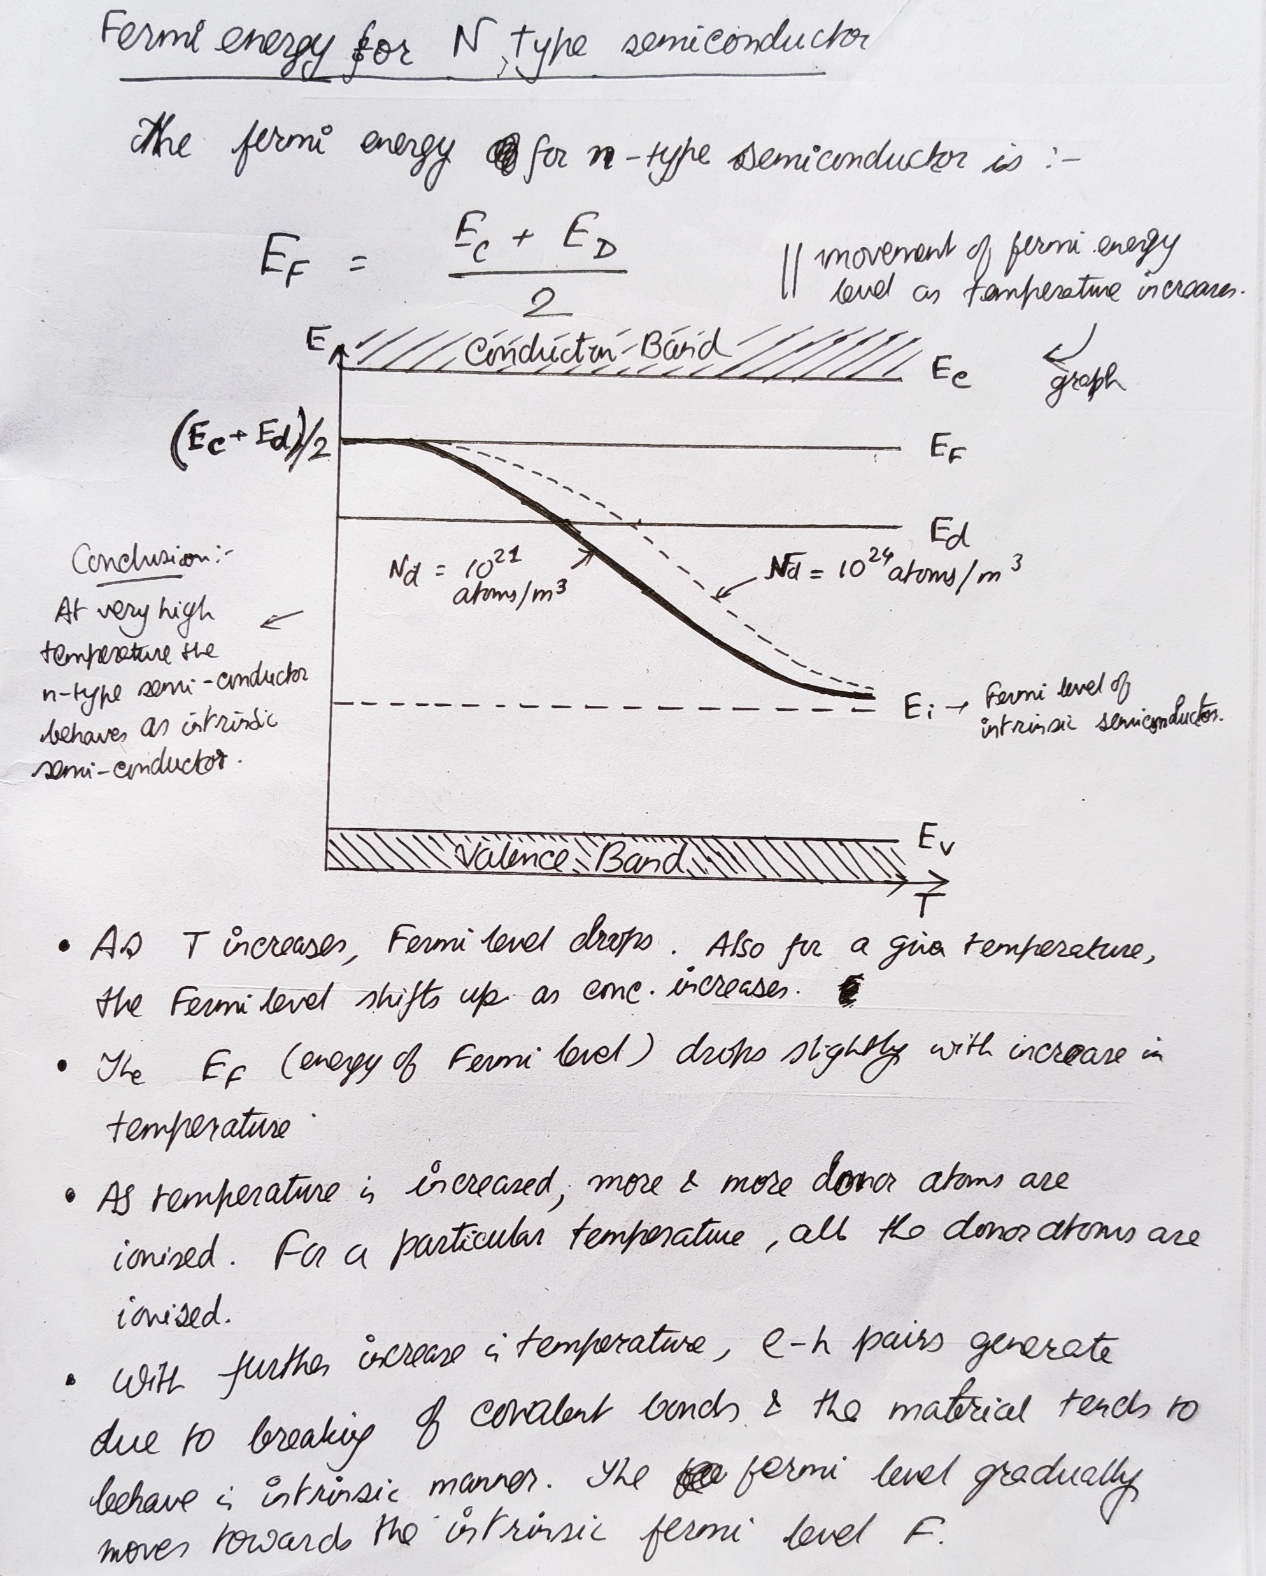 Fermi energy for N, type semiconductor
The fermi energy for n-type semiconductor is :-
E_F = (E_C + E_D) / 2
|| movement of fermi energy
level as temperature increases.
graph
E
Conduction Band
E_C
(E_C + E_d)/2
E_F
E_d
N_d = 10^21
atoms/m^3
N_d = 10^24 atoms/m^3
Conclusion:-
At very high
temperature the
n-type semi-conductor
behaves as intrinsic
semi-conductor.
E_i → Fermi level of
intrinsic semiconductor.
E_V
Valence Band
T
• As T increases, Fermi level drops. Also for a given temperature,
the Fermi level shifts up as conc. increases.
• The E_F (energy of Fermi level) drops slightly with increase in
temperature
• As temperature is increased, more & more donor atoms are
ionised. For a particular temperature, all the donor atoms are
ionised.
• With further increase in temperature, e-h pairs generate
due to breaking of covalent bonds & the material tends to
behave in intrinsic manner. The fermi level gradually
moves towards the intrinsic fermi level F.